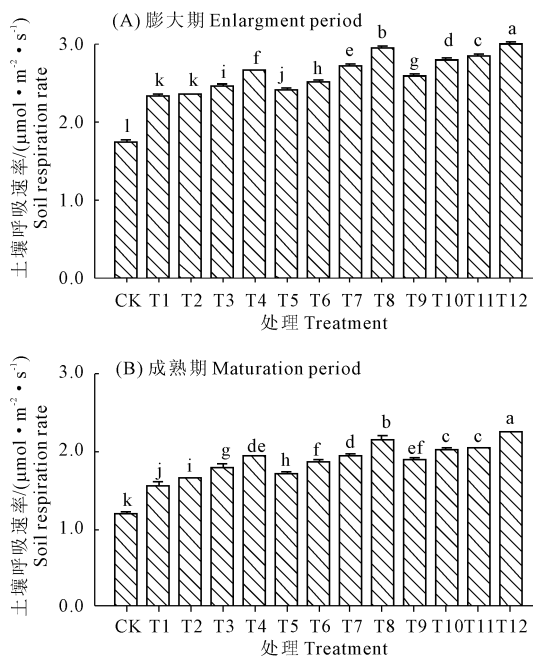 (A) 膨大期 Enlargment period
土壤呼吸速率/(μmol·m⁻²·s⁻¹)
Soil respiration rate
3.0
2.0
1.0
0.0
l k k i f j h e b g d c a
CK T1 T2 T3 T4 T5 T6 T7 T8 T9 T10 T11 T12
处理 Treatment
(B) 成熟期 Maturation period
土壤呼吸速率/(μmol·m⁻²·s⁻¹)
Soil respiration rate
3.0
2.0
1.0
0.0
k j i g de h f d b ef c c a
CK T1 T2 T3 T4 T5 T6 T7 T8 T9 T10 T11 T12
处理 Treatment